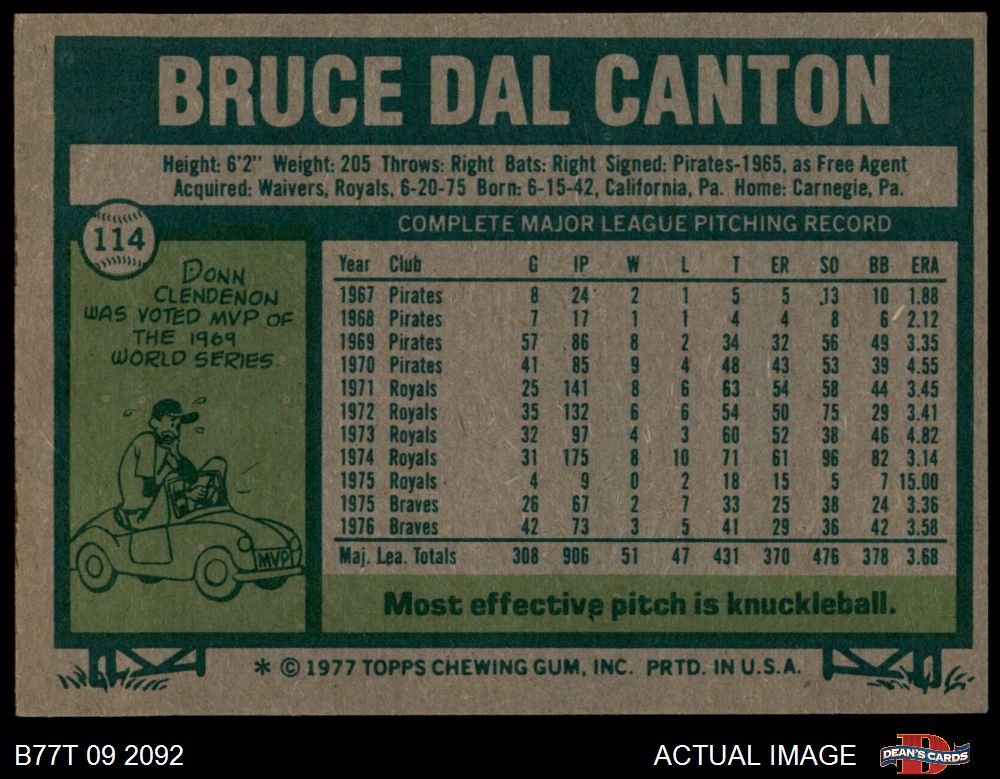 BRUCE DAL CANTON
Height: 6'2" Weight: 205 Throws: Right Bats: Right Signed: Pirates-1965, as Free Agent
Acquired: Waivers, Royals, 6-20-75 Born: 6-15-42, California, Pa. Home: Carnegie, Pa.
114
DONN
CLENDENON
WAS VOTED MVP OF
THE 1969
WORLD SERIES.
MVP
COMPLETE MAJOR LEAGUE PITCHING RECORD
Year Club G IP W L T ER SO BB ERA
1967 Pirates 8 24 2 1 5 5 13 10 1.88
1968 Pirates 7 17 1 1 4 4 8 6 2.12
1969 Pirates 57 86 8 2 34 32 56 49 3.35
1970 Pirates 41 85 9 4 48 43 53 39 4.55
1971 Royals 25 141 8 6 63 54 58 44 3.45
1972 Royals 35 132 6 6 54 50 75 29 3.41
1973 Royals 32 97 4 3 60 52 38 46 4.82
1974 Royals 31 175 8 10 71 61 96 82 3.14
1975 Royals 4 9 0 2 18 15 5 7 15.00
1975 Braves 26 67 2 7 33 25 38 24 3.36
1976 Braves 42 73 3 5 41 29 36 42 3.58
Maj. Lea. Totals 308 906 51 47 431 370 476 378 3.68
Most effective pitch is knuckleball.
* © 1977 TOPPS CHEWING GUM, INC. PRTD. IN U.S.A.
B77T 09 2092
ACTUAL IMAGE
DEAN'S CARDS